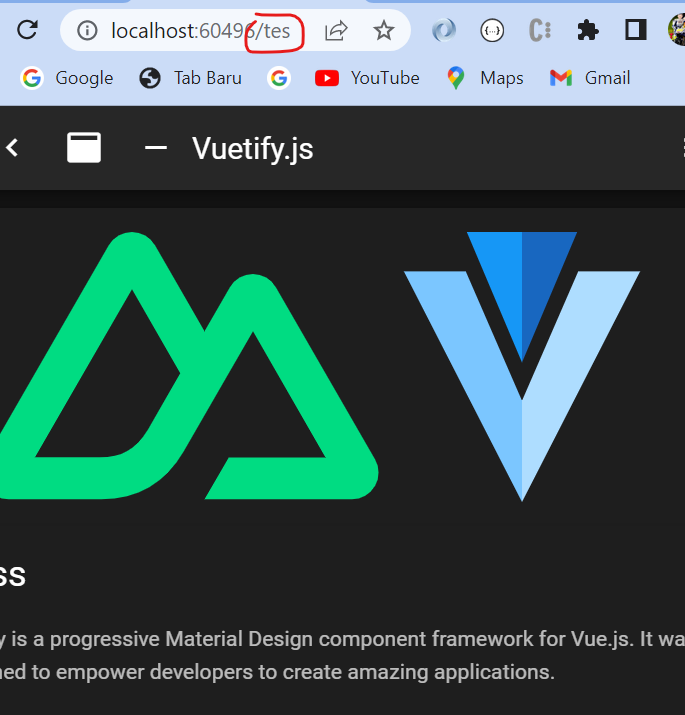 localhost:60496/tes
Google Tab Baru YouTube Maps Gmail
Vuetify.js
ss
y is a progressive Material Design component framework for Vue.js. It wa
ned to empower developers to create amazing applications.